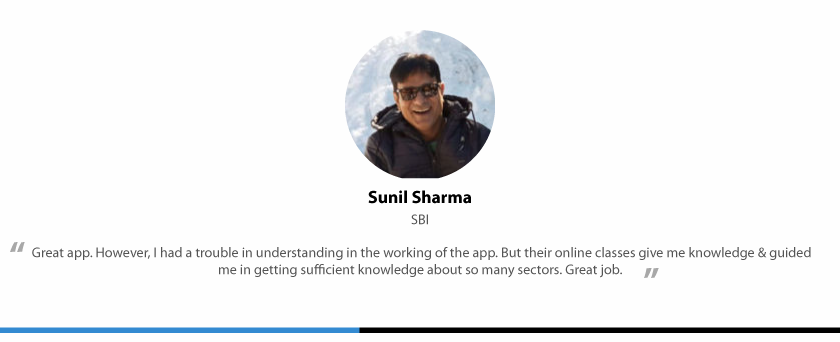 Sunil Sharma
SBI
“ Great app. However, I had a trouble in understanding in the working of the app. But their online classes give me knowledge & guided
me in getting sufficient knowledge about so many sectors. Great job. ”